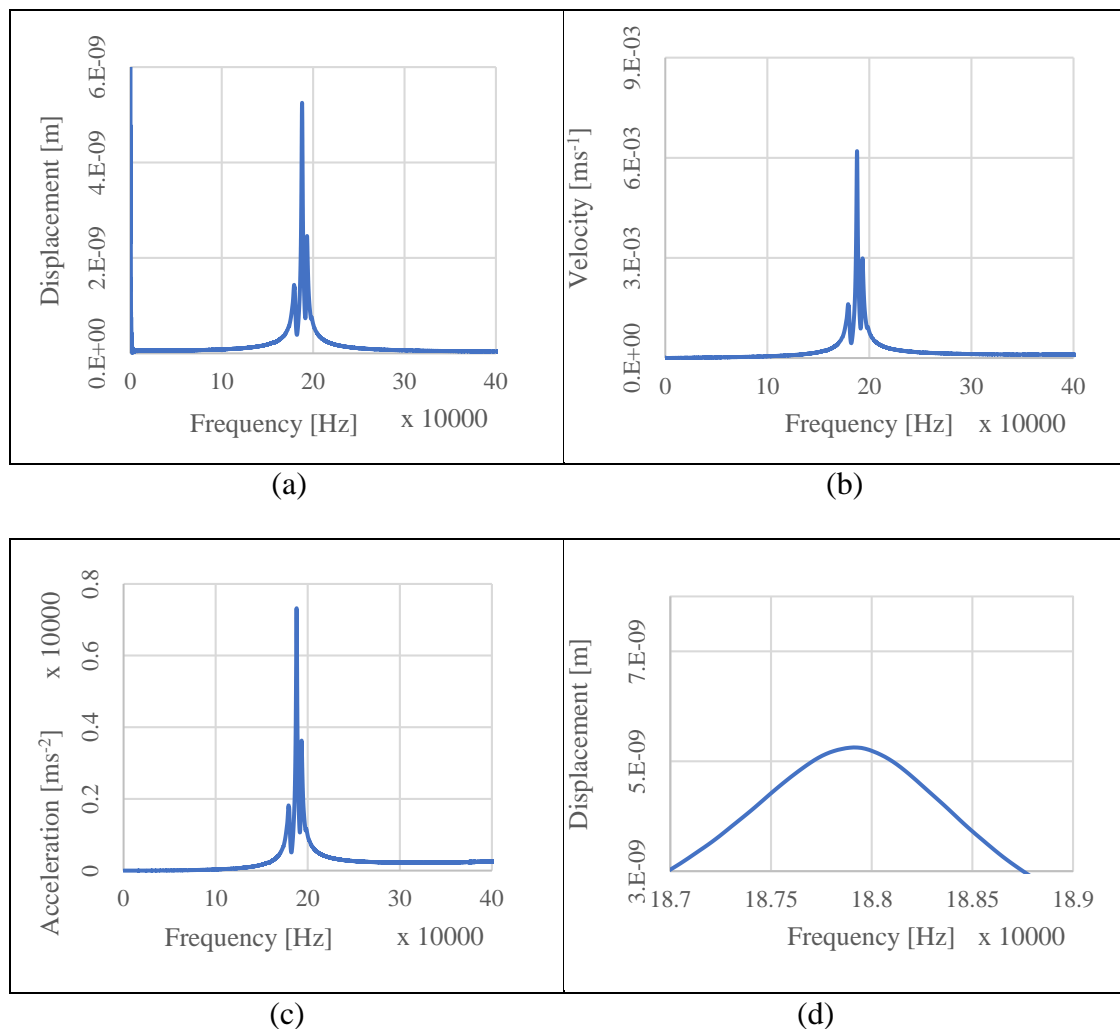 Displacement [m]
6.E-09
4.E-09
2.E-09
0.E+00
0 10 20 30 40
Frequency [Hz] x 10000
Velocity [ms-1]
9.E-03
6.E-03
3.E-03
0.E+00
0 10 20 30 40
Frequency [Hz] x 10000
(a)
(b)
Acceleration [ms-2] x 10000
0.8
0.6
0.4
0.2
0
0 10 20 30 40
Frequency [Hz] x 10000
Displacement [m]
7.E-09
5.E-09
3.E-09
18.7 18.75 18.8 18.85 18.9
Frequency [Hz] x 10000
(c)
(d)